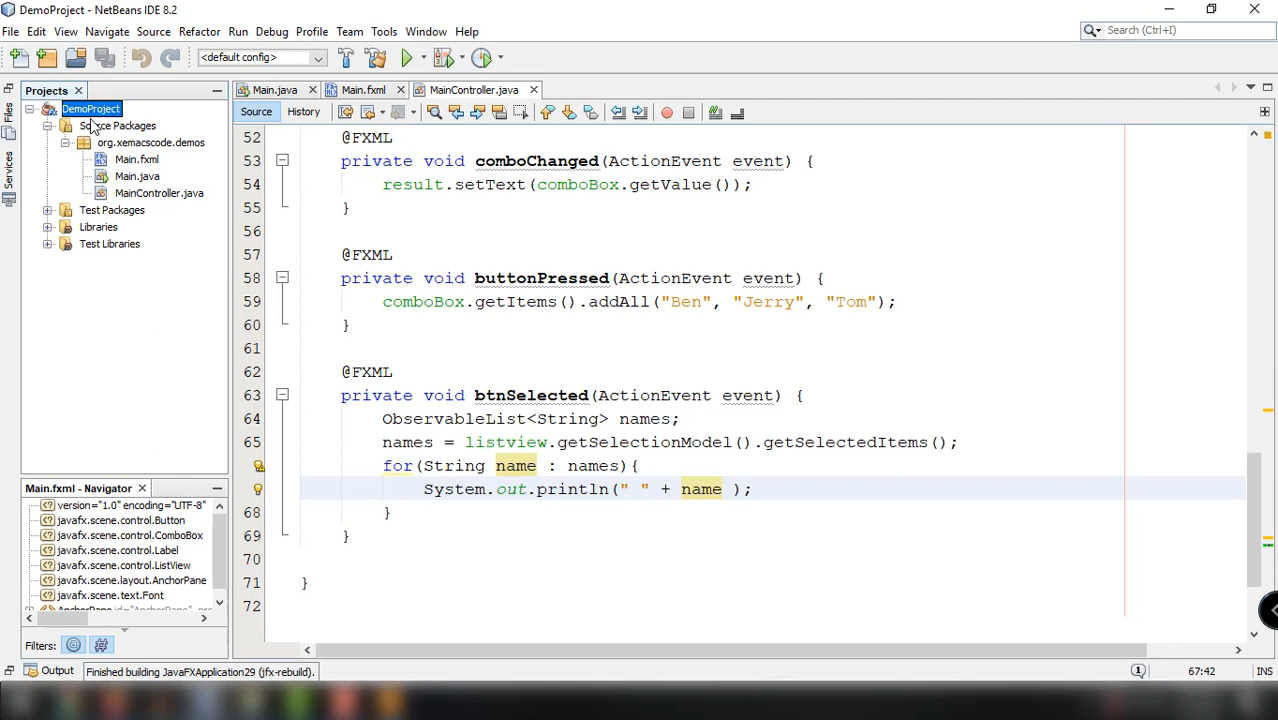 DemoProject - NetBeans IDE 8.2
File Edit View Navigate Source Refactor Run Debug Profile Team Tools Window Help
Search (Ctrl+I)
<default config>
Projects
Files
Services
DemoProject
Source Packages
org.xemacscode.demos
Main.fxml
Main.java
MainController.java
Test Packages
Libraries
Test Libraries
Main.java Main.fxml MainController.java
Source History
52 @FXML
53 private void comboChanged(ActionEvent event) {
54 result.setText(comboBox.getValue());
55 }
56
57 @FXML
58 private void buttonPressed(ActionEvent event) {
59 comboBox.getItems().addAll("Ben", "Jerry", "Tom");
60 }
61
62 @FXML
63 private void btnSelected(ActionEvent event) {
64 ObservableList<String> names;
65 names = listview.getSelectionModel().getSelectedItems();
for(String name : names){
System.out.println(" " + name );
68 }
69 }
70
71 }
72
Main.fxml - Navigator
version="1.0" encoding="UTF-8"
javafx.scene.control.Button
javafx.scene.control.ComboBox
javafx.scene.control.Label
javafx.scene.control.ListView
javafx.scene.layout.AnchorPane
javafx.scene.text.Font
Filters:
Output
Finished building JavaFXApplication29 (jfx-rebuild).
67:42
INS